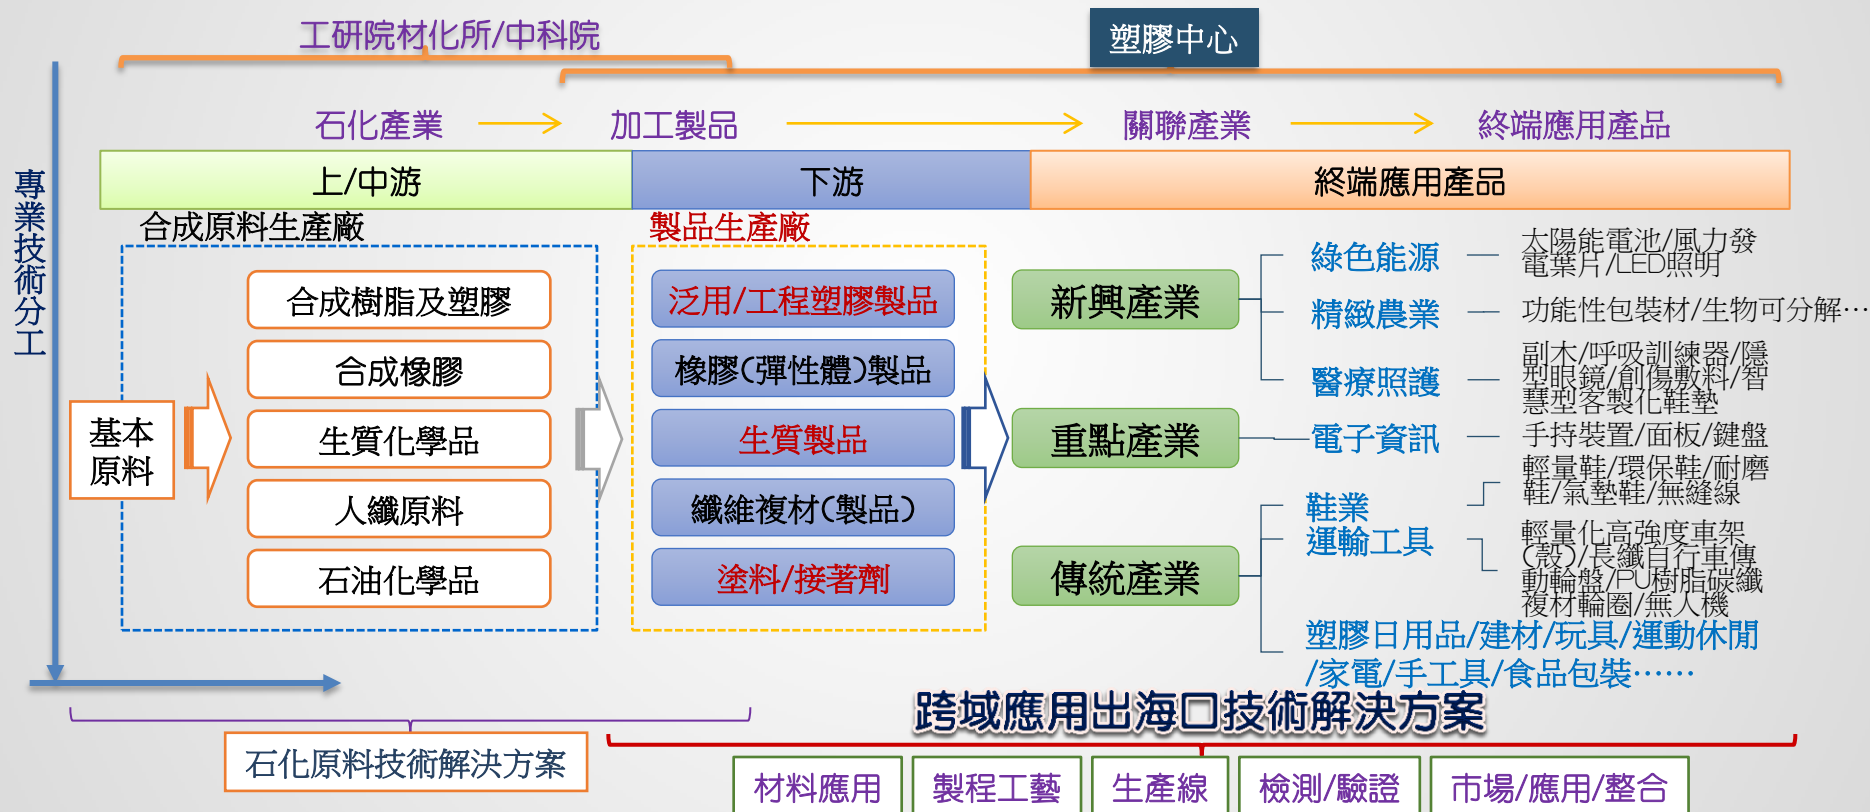 工研院材化所/中科院
塑膠中心
石化產業
加工製品
關聯產業
終端應用產品
上/中游
下游
終端應用產品
專業技術分工
合成原料生產廠
製品生產廠
基本
原料
合成樹脂及塑膠
合成橡膠
生質化學品
人纖原料
石油化學品
泛用/工程塑膠製品
橡膠(彈性體)製品
生質製品
纖維複材(製品)
塗料/接著劑
新興產業
重點產業
傳統產業
綠色能源
太陽能電池/風力發
電葉片/LED照明
精緻農業
功能性包裝材/生物可分解…
醫療照護
副木/呼吸訓練器/隱
型眼鏡/創傷敷料/智
慧型客製化鞋墊
電子資訊
手持裝置/面板/鍵盤
鞋業
輕量鞋/環保鞋/耐磨
鞋/氣墊鞋/無縫線
運輸工具
輕量化高強度車架
(殼)/長纖自行車傳
動輪盤/PU樹脂碳纖
複材輪圈/無人機
塑膠日用品/建材/玩具/運動休閒
/家電/手工具/食品包裝……
跨域應用出海口技術解決方案
石化原料技術解決方案
材料應用
製程工藝
生產線
檢測/驗證
市場/應用/整合